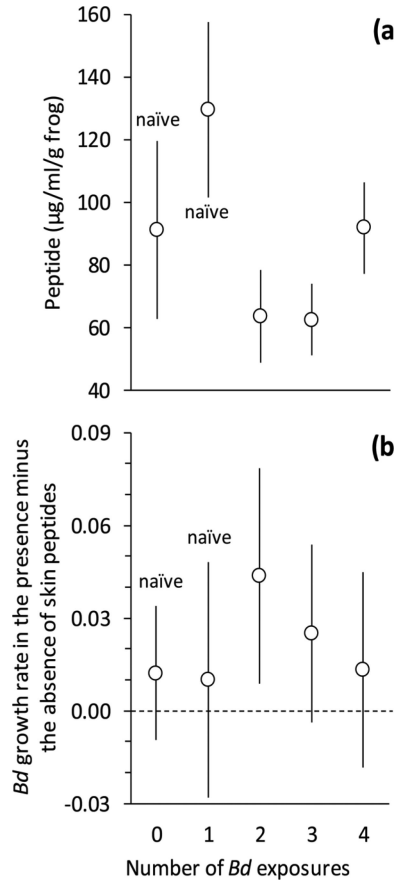 160
(a
140
naïve
120
naïve
100
80
60
40
Peptide (µg/ml/g frog)
0.09
(b
0.06
naïve
naïve
0.03
0.00
-0.03
Bd growth rate in the presence minus
the absence of skin peptides
0 1 2 3 4
Number of Bd exposures